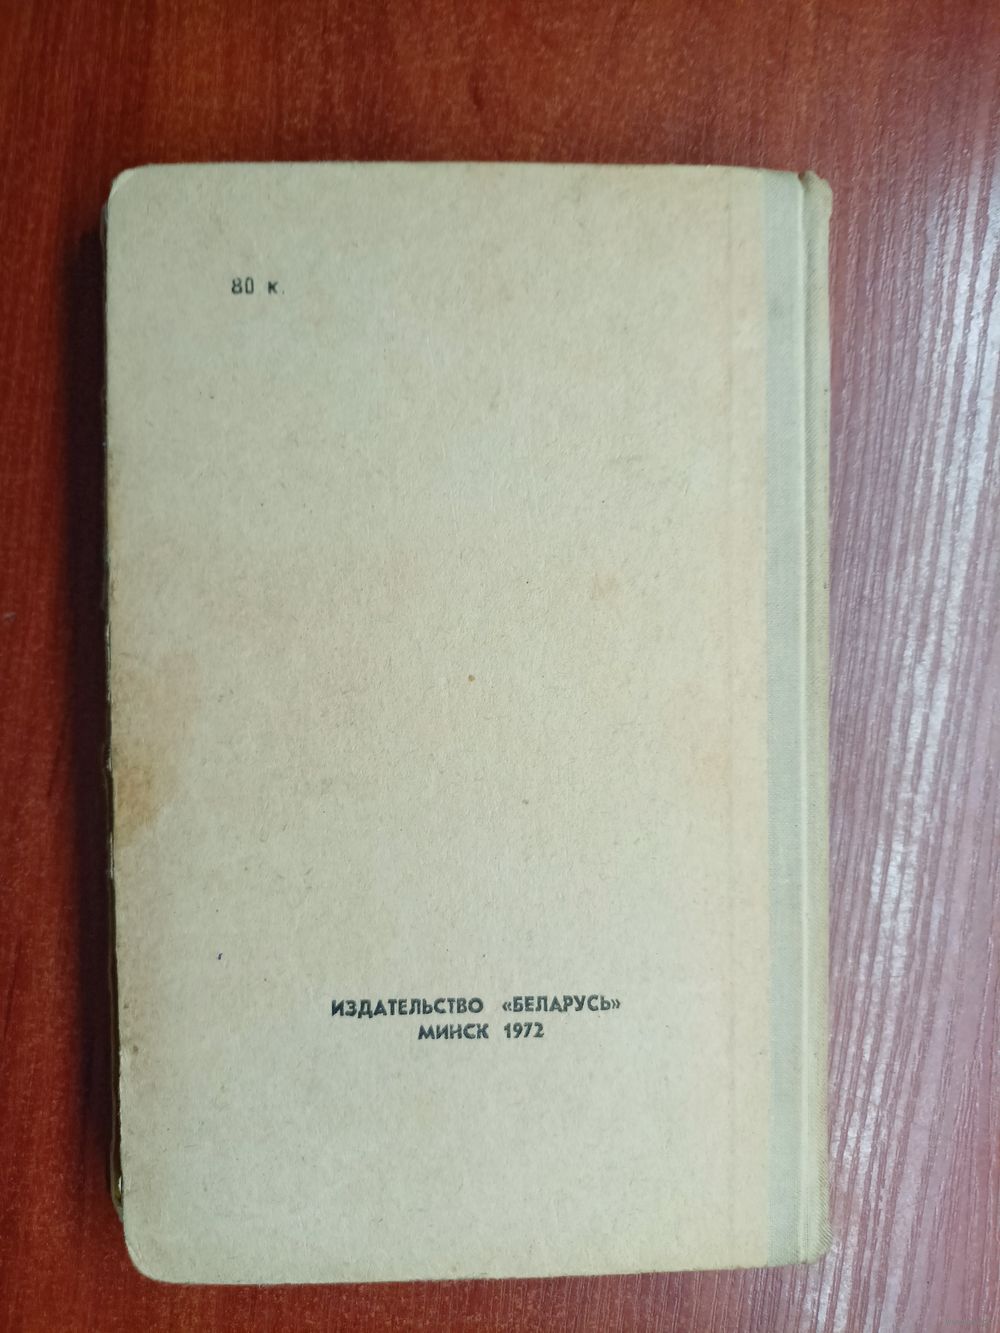 80 к.
ИЗДАТЕЛЬСТВО «БЕЛАРУСЬ»
МИНСК 1972